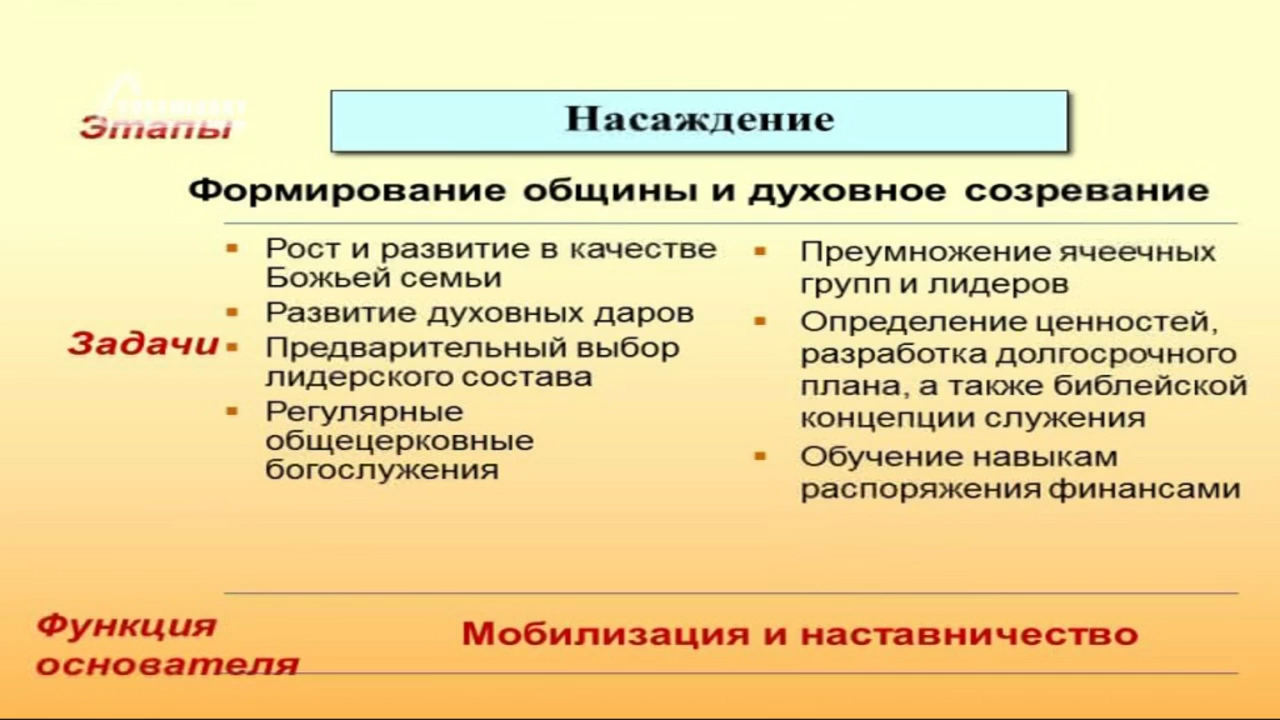 Этапы
Насаждение
Формирование общины и духовное созревание
Задачи
Рост и развитие в качестве
Божьей семьи
Развитие духовных даров
Предварительный выбор
лидерского состава
Регулярные
общецерковные
богослужения
Преумножение ячеечных
групп и лидеров
Определение ценностей,
разработка долгосрочного
плана, а также библейской
концепции служения
Обучение навыкам
распоряжения финансами
Функция
основателя
Мобилизация и наставничество